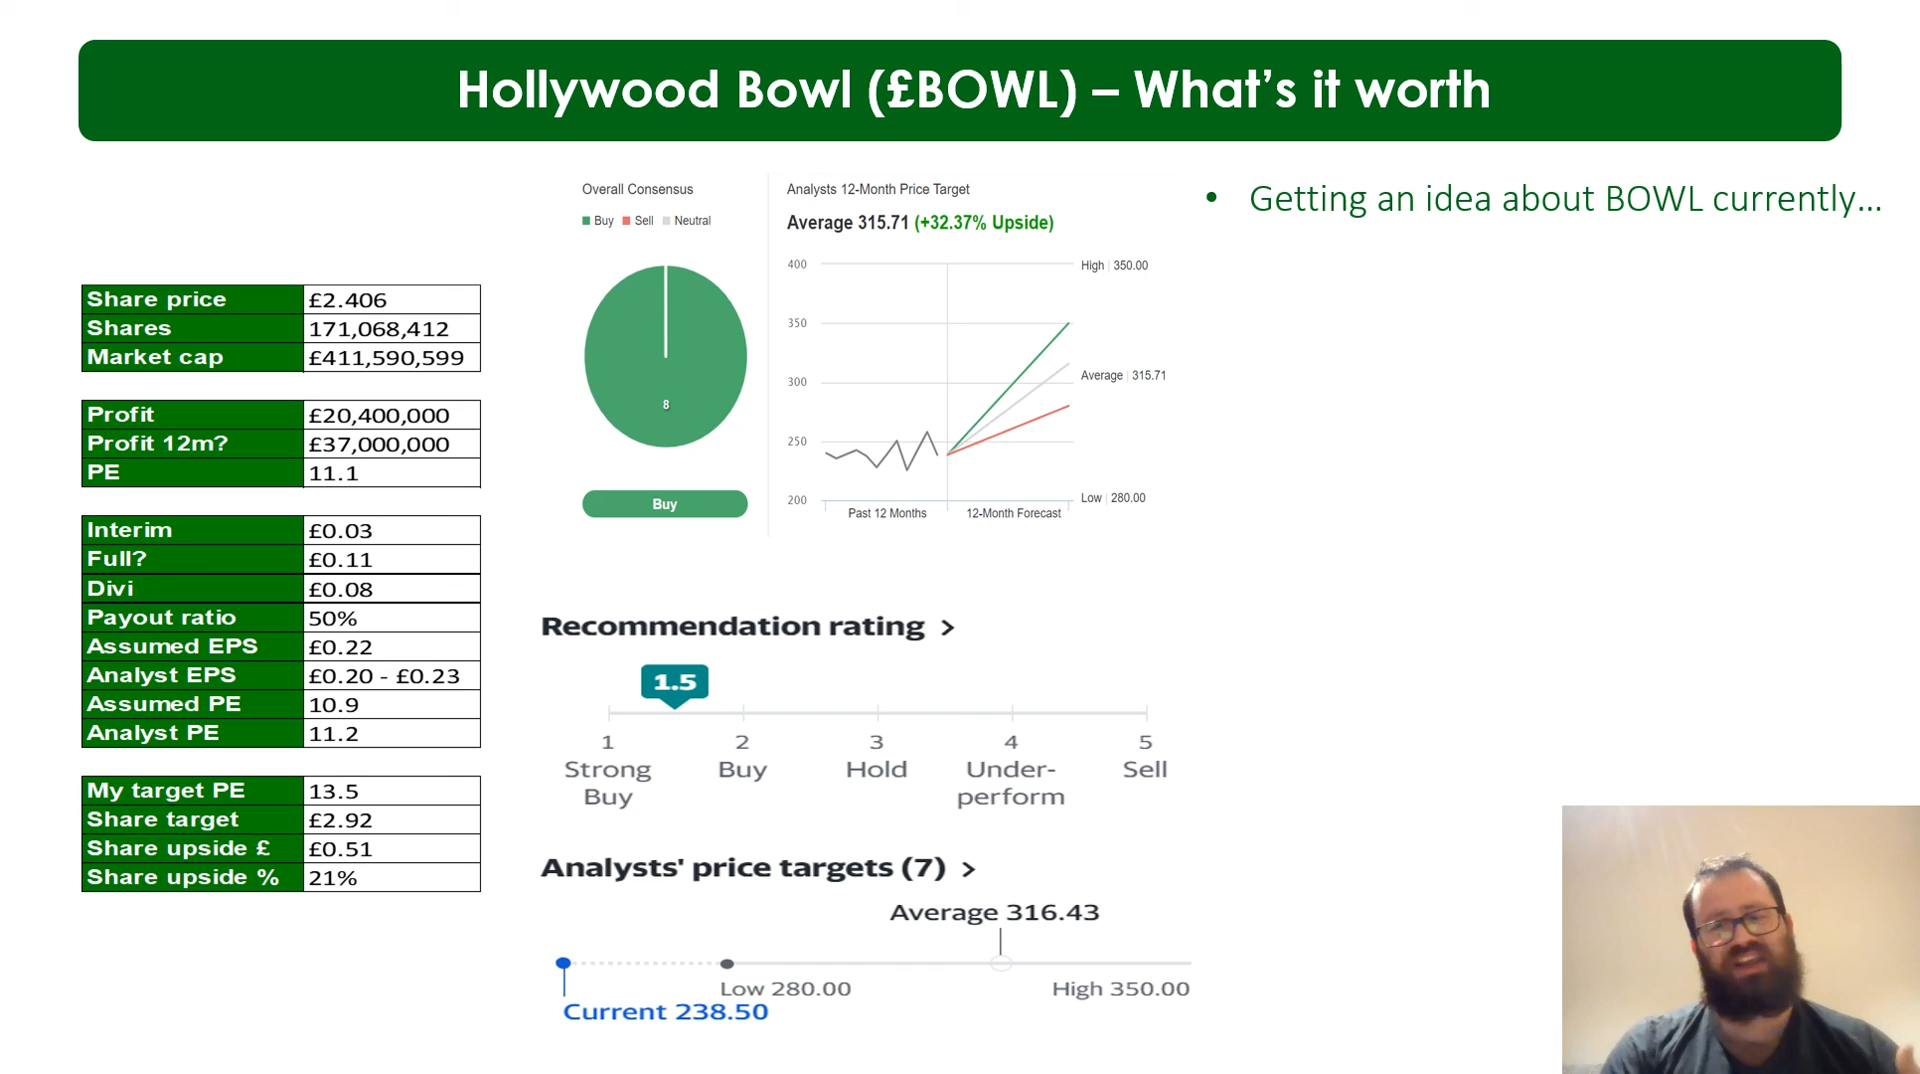 Hollywood Bowl (£BOWL) – What's it worth
Share price £2.406
Shares 171,068,412
Market cap £411,590,599
Profit £20,400,000
Profit 12m? £37,000,000
PE 11.1
Interim £0.03
Full? £0.11
Divi £0.08
Payout ratio 50%
Assumed EPS £0.22
Analyst EPS £0.20 - £0.23
Assumed PE 10.9
Analyst PE 11.2
My target PE 13.5
Share target £2.92
Share upside £ £0.51
Share upside % 21%
Overall Consensus
Buy Sell Neutral
8
Buy
Analysts 12-Month Price Target
Average 315.71 (+32.37% Upside)
400
350
300
250
200
High | 350.00
Average | 315.71
Low | 280.00
Past 12 Months 12-Month Forecast
Recommendation rating >
1.5
1 2 3 4 5
Strong Buy Hold Under- Sell
Buy perform
Analysts' price targets (7) >
Average 316.43
Low 280.00 High 350.00
Current 238.50
• Getting an idea about BOWL currently...